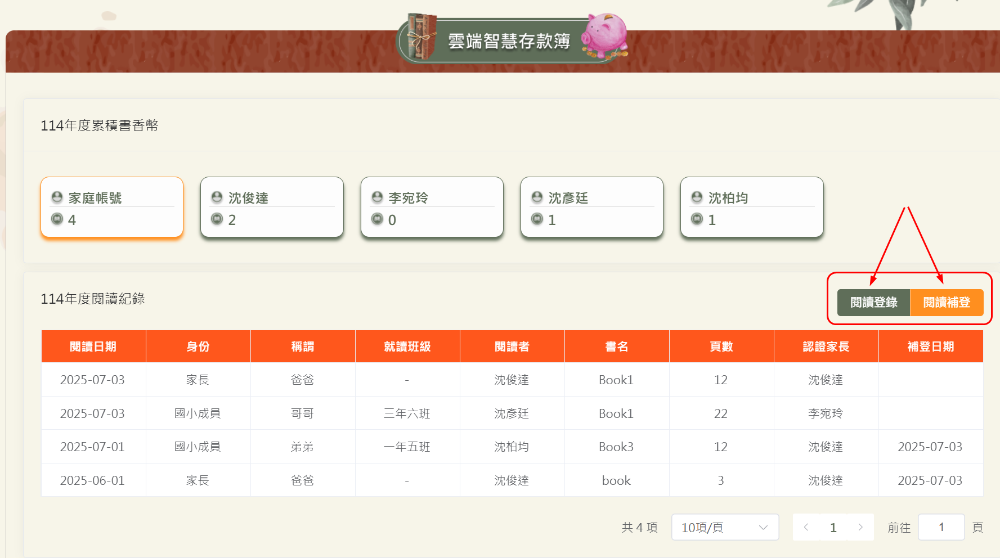 雲端智慧存款簿
114年度累積書香幣
家庭帳號 沈俊達 李宛玲 沈彥廷 沈柏均
4 2 0 1 1
114年度閱讀紀錄
閱讀登錄 閱讀補登
閱讀日期 身份 稱謂 就讀班級 閱讀者 書名 頁數 認證家長 補登日期
2025-07-03 家長 爸爸 - 沈俊達 Book1 12 沈俊達
2025-07-03 國小成員 哥哥 三年六班 沈彥廷 Book1 22 李宛玲
2025-07-01 國小成員 弟弟 一年五班 沈柏均 Book3 12 沈俊達 2025-07-03
2025-06-01 家長 爸爸 - 沈俊達 book 3 沈俊達 2025-07-03
共 4 項 10項/頁 1 前往 1 頁